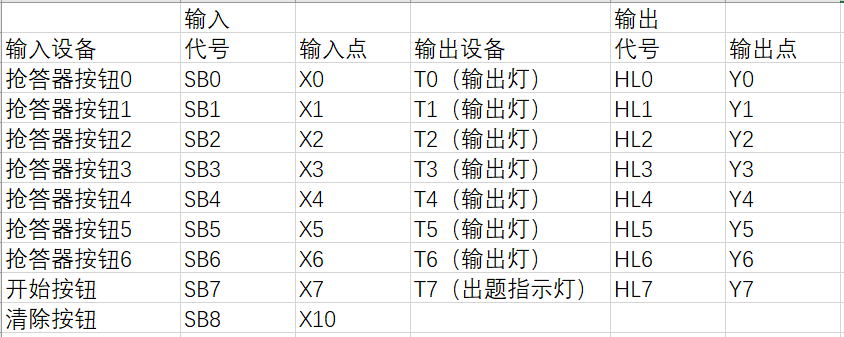 输入 输出
输入设备 代号 输入点 输出设备 代号 输出点
抢答器按钮0 SB0 X0 T0（输出灯） HL0 Y0
抢答器按钮1 SB1 X1 T1（输出灯） HL1 Y1
抢答器按钮2 SB2 X2 T2（输出灯） HL2 Y2
抢答器按钮3 SB3 X3 T3（输出灯） HL3 Y3
抢答器按钮4 SB4 X4 T4（输出灯） HL4 Y4
抢答器按钮5 SB5 X5 T5（输出灯） HL5 Y5
抢答器按钮6 SB6 X6 T6（输出灯） HL6 Y6
开始按钮 SB7 X7 T7（出题指示灯） HL7 Y7
清除按钮 SB8 X10